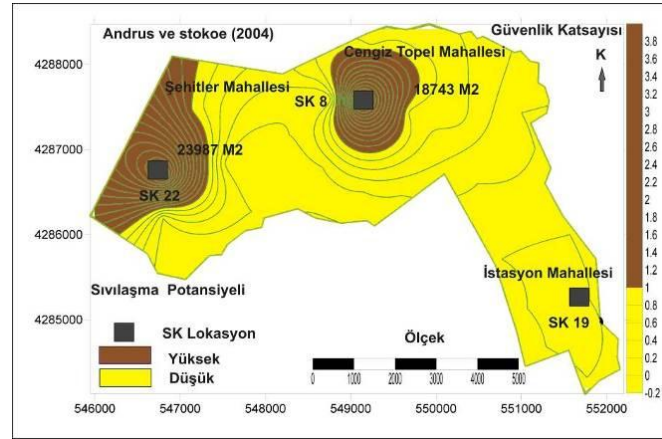 Andrus ve stokoe (2004)
Güvenlik Katsayısı
Cengiz Topel Mahallesi
K
Şehitler Mahallesi
SK 8
18743 M2
23987 M2
SK 22
İstasyon Mahallesi
SK 19
Sıvılaşma Potansiyeli
SK Lokasyon
Yüksek
Düşük
Ölçek
0 1000 2000 3000 4000 5000
4288000
4287000
4286000
4285000
546000 547000 548000 549000 550000 551000 552000
3.8
3.6
3.4
3.2
3
2.8
2.6
2.4
2.2
2
1.8
1.6
1.4
1.2
1
0.8
0.6
0.4
0.2
0
-0.2